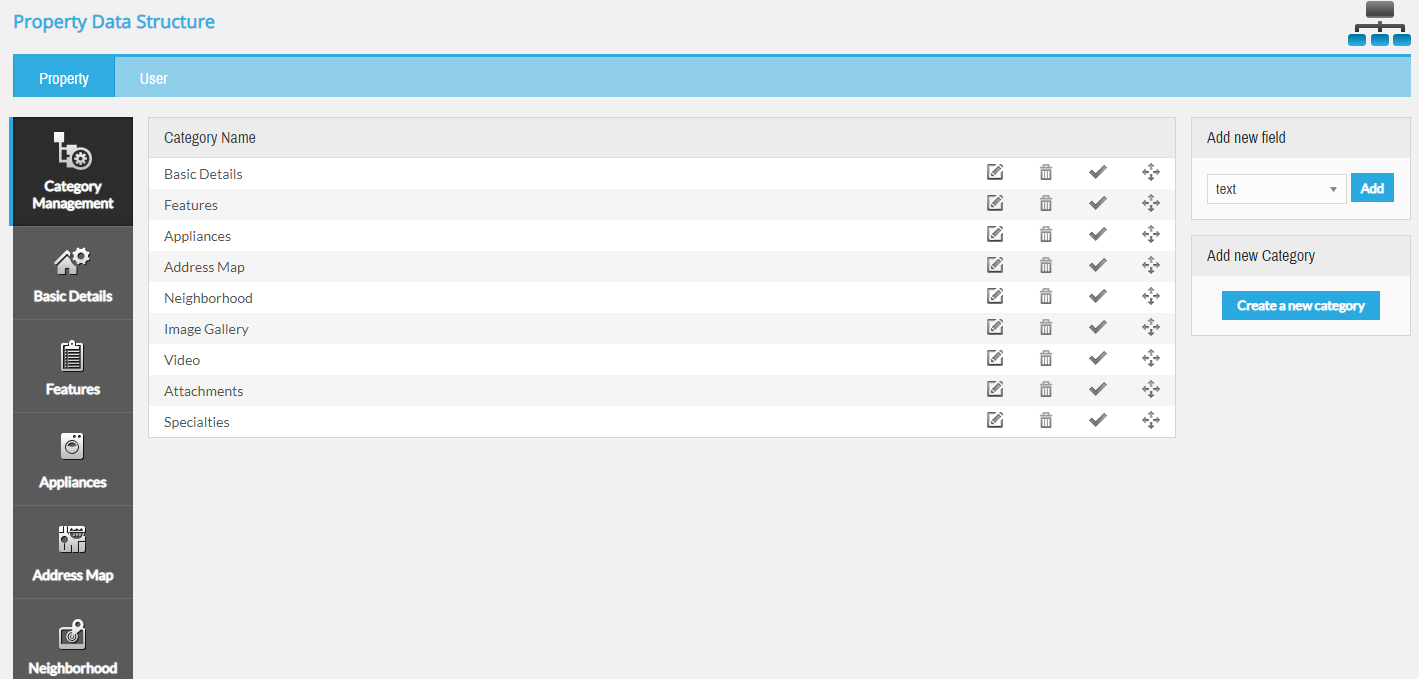 Property Data Structure
Property
User
Category
Management
Basic Details
Features
Appliances
Address Map
Neighborhood
Category Name
Basic Details
Features
Appliances
Address Map
Neighborhood
Image Gallery
Video
Attachments
Specialties
Add new field
text
Add
Add new Category
Create a new category